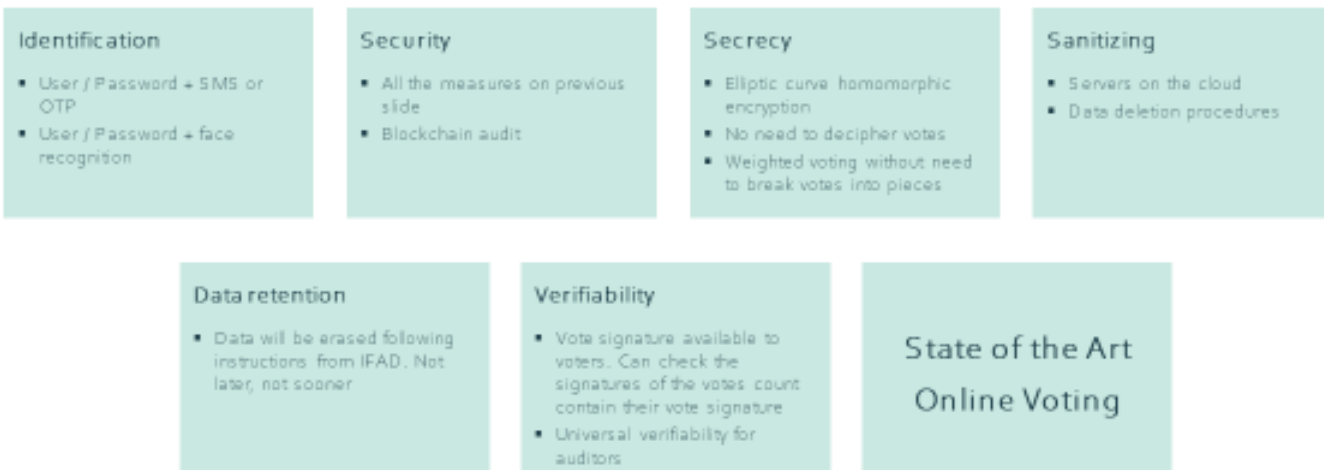 Identification
▪ User / Password + SMS or
OTP
▪ User / Password + face
recognition
Security
▪ All the measures on previous
slide
▪ Blockchain audit
Secrecy
▪ Elliptic curve homomorphic
encryption
▪ No need to decipher votes
▪ Weighted voting without need
to break votes into pieces
Sanitizing
▪ Servers on the cloud
▪ Data deletion procedures
Data retention
▪ Data will be erased following
instructions from IFAD. Not
later, not sooner
Verifiability
▪ Vote signature available to
voters. Can check the
signatures of the votes count
contain their vote signature
▪ Universal verifiability for
auditors
State of the Art
Online Voting